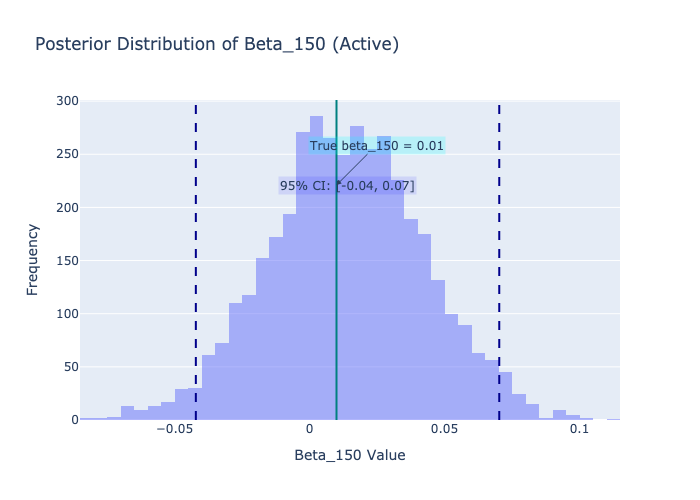 Posterior Distribution of Beta_150 (Active)
300
250
200
150
100
50
0
Frequency
True beta_150 = 0.01
95% CI: [-0.04, 0.07]
−0.05
0
0.05
0.1
Beta_150 Value